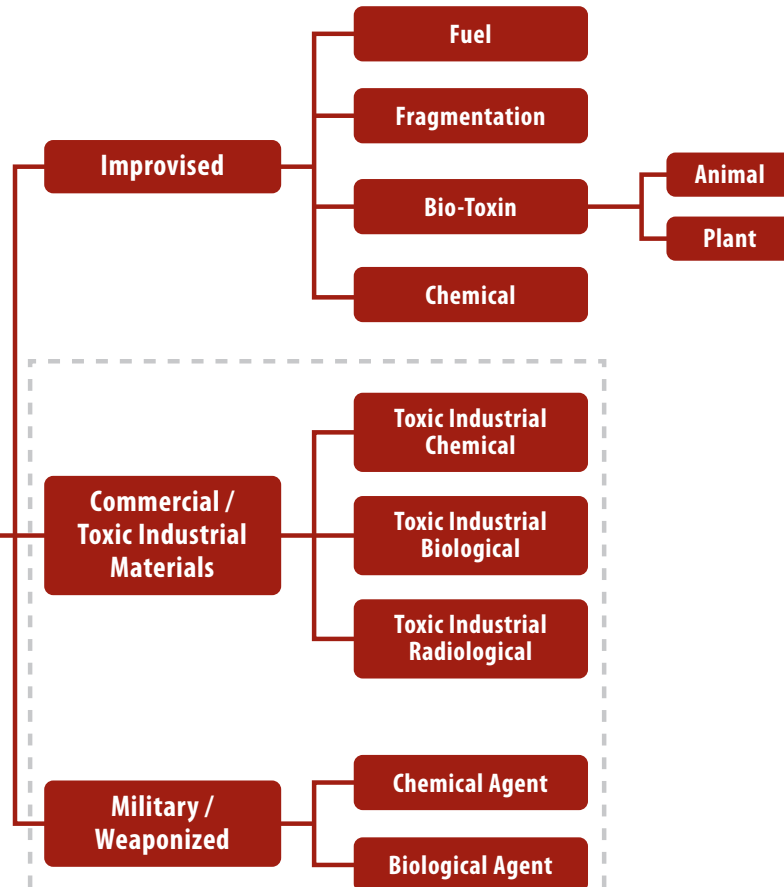 Fuel
Fragmentation
Improvised
Animal
Bio-Toxin
Plant
Chemical
Toxic Industrial
Chemical
Commercial /
Toxic Industrial
Materials
Toxic Industrial
Biological
Toxic Industrial
Radiological
Chemical Agent
Military /
Weaponized
Biological Agent